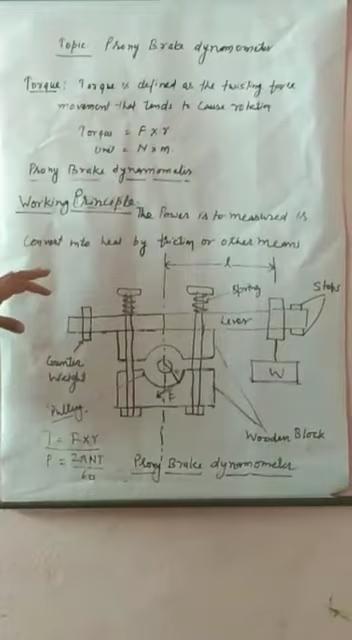 Topic: Prony Brake dynamometer
Torque: Torque is defined as the twisting force
movement that tends to cause rotation
Torque = F x r
Unit = N x m.
Prony Brake dynamometer
Working Principle: The Power is to measured is
Convert into heat by friction or other means
l
Spring
Stops
Lever
Counter
Weight
W
Pulley
Wooden Block
T = F x r
P = 2πNT
60
Prony Brake dynamometer